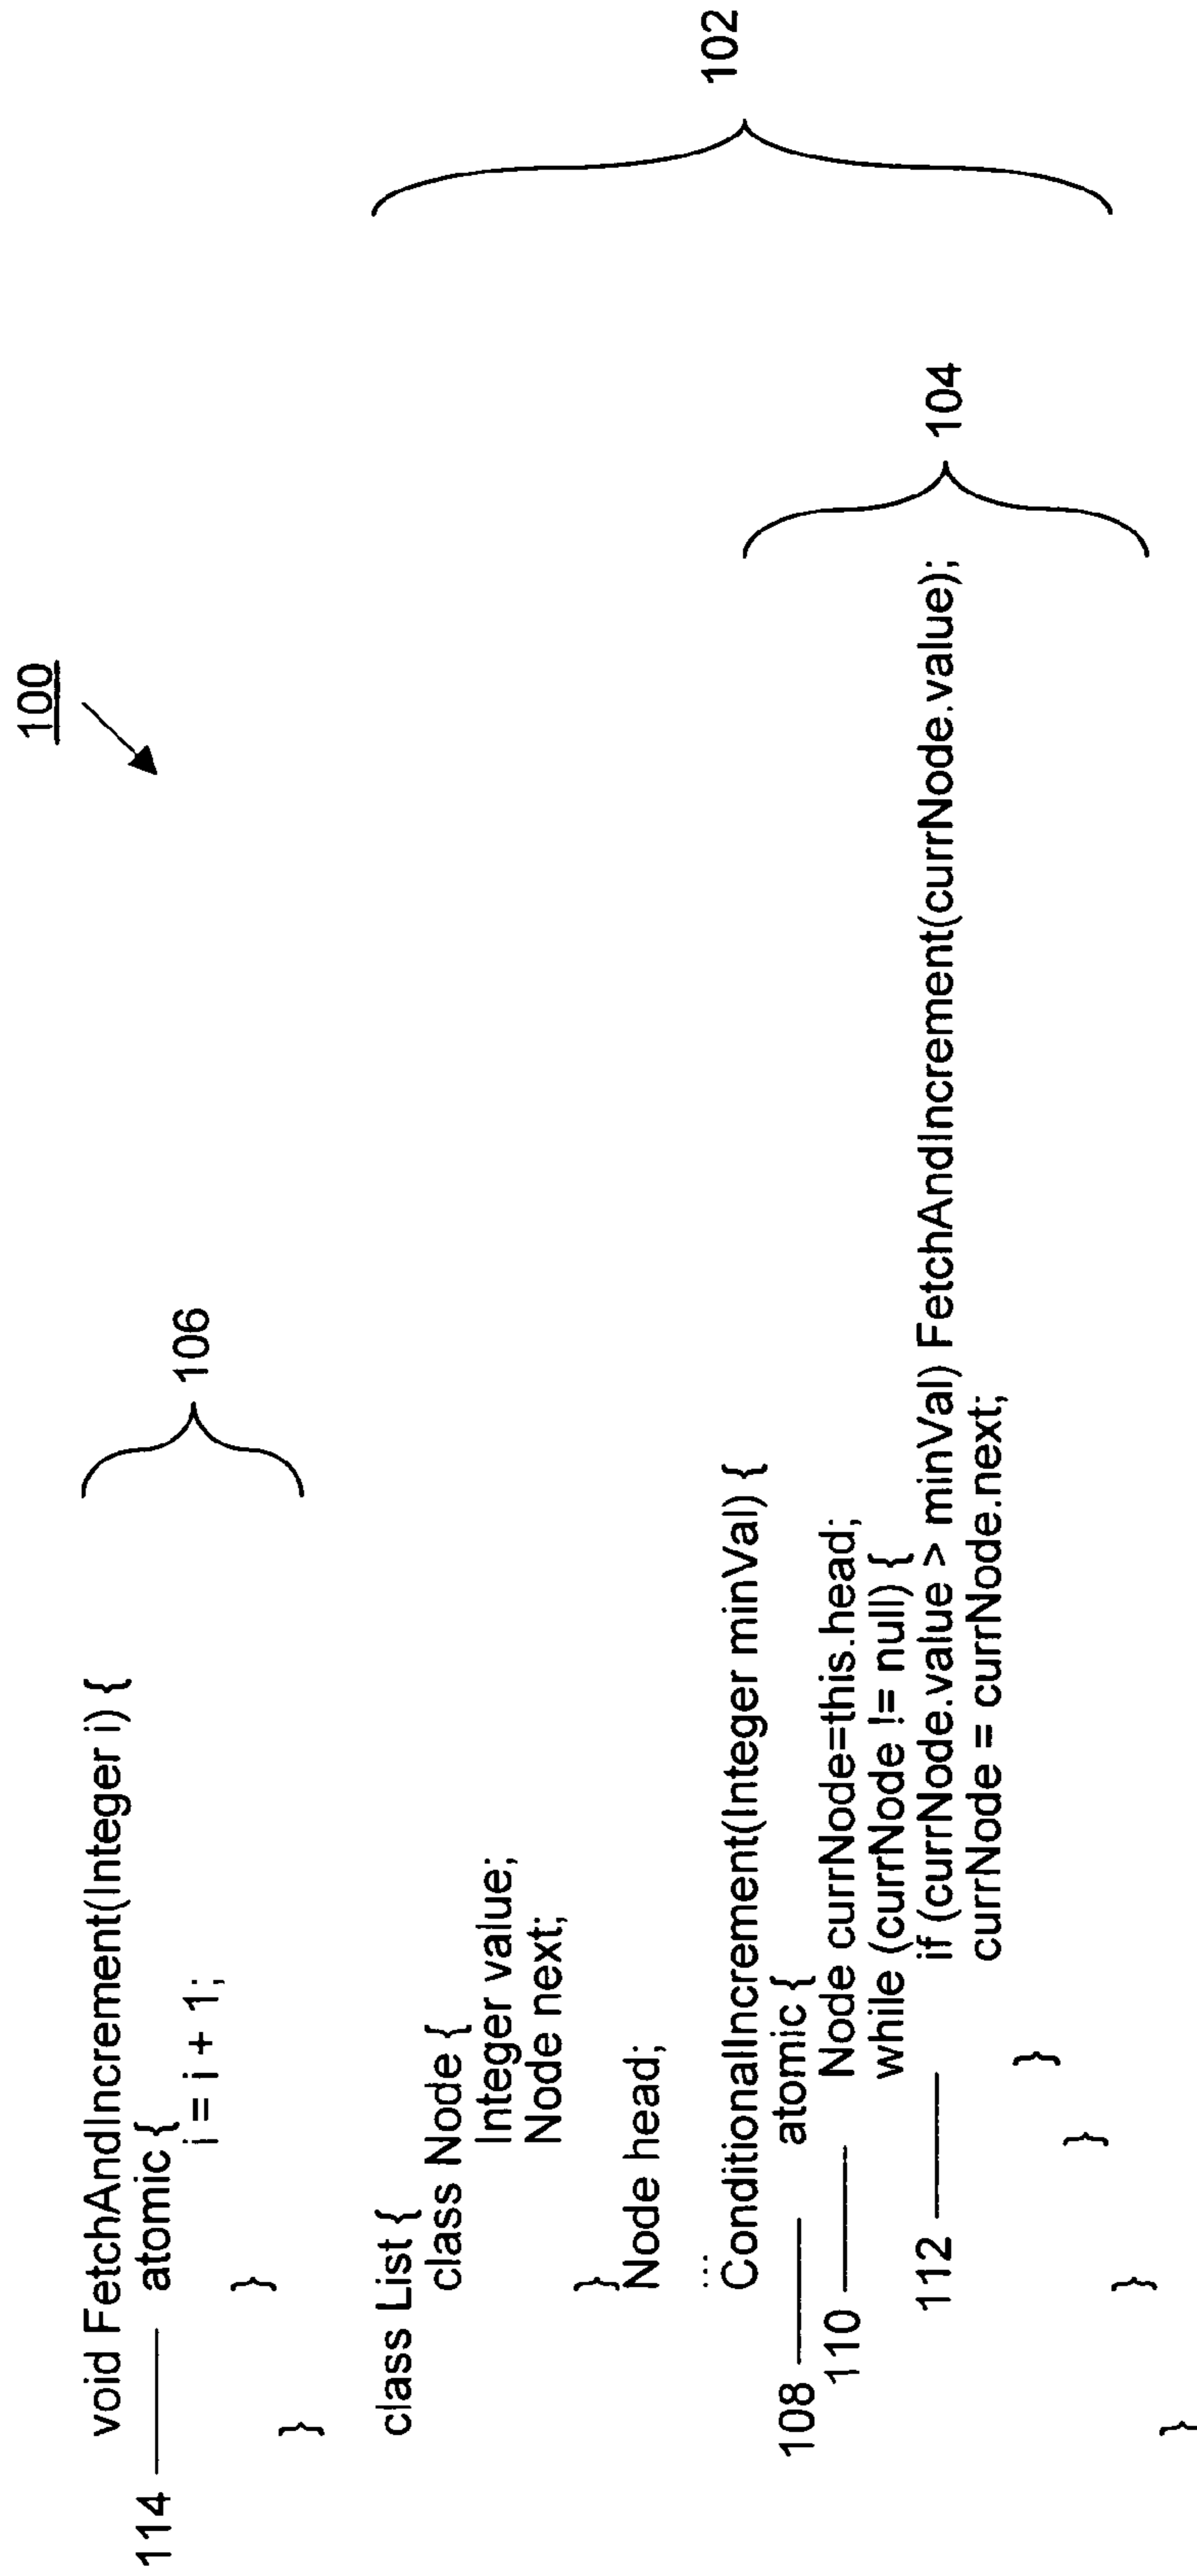 100
void FetchAndIncrement(Integer i) {
114 atomic {
i = i + 1;
}
}
106
class List {
class Node {
Integer value;
Node next;
}
Node head;
...
ConditionalIncrement(Integer minVal) {
108 atomic {
110 Node currNode=this.head;
while (currNode != null) {
112 if (currNode.value > minVal) FetchAndIncrement(currNode.value);
currNode = currNode.next;
}
}
}
}
104
102